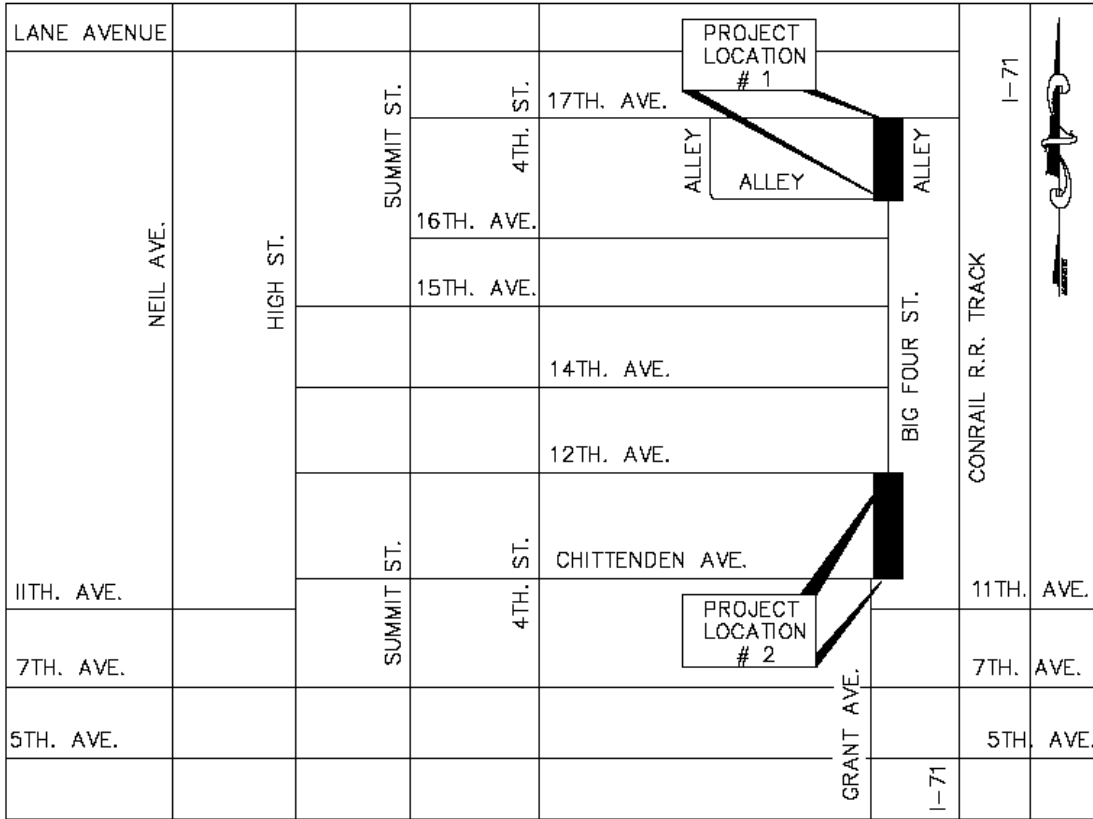 LANE AVENUE
PROJECT
LOCATION
# 1
I-71
17TH. AVE.
SUMMIT ST.
4TH. ST.
ALLEY
ALLEY
ALLEY
16TH. AVE.
NEIL AVE.
HIGH ST.
15TH. AVE.
14TH. AVE.
BIG FOUR ST.
CONRAIL R.R. TRACK
12TH. AVE.
SUMMIT ST.
4TH. ST.
CHITTENDEN AVE.
11TH. AVE.
11TH. AVE.
PROJECT
LOCATION
# 2
7TH. AVE.
7TH. AVE.
GRANT AVE.
5TH. AVE.
5TH. AVE.
I-71